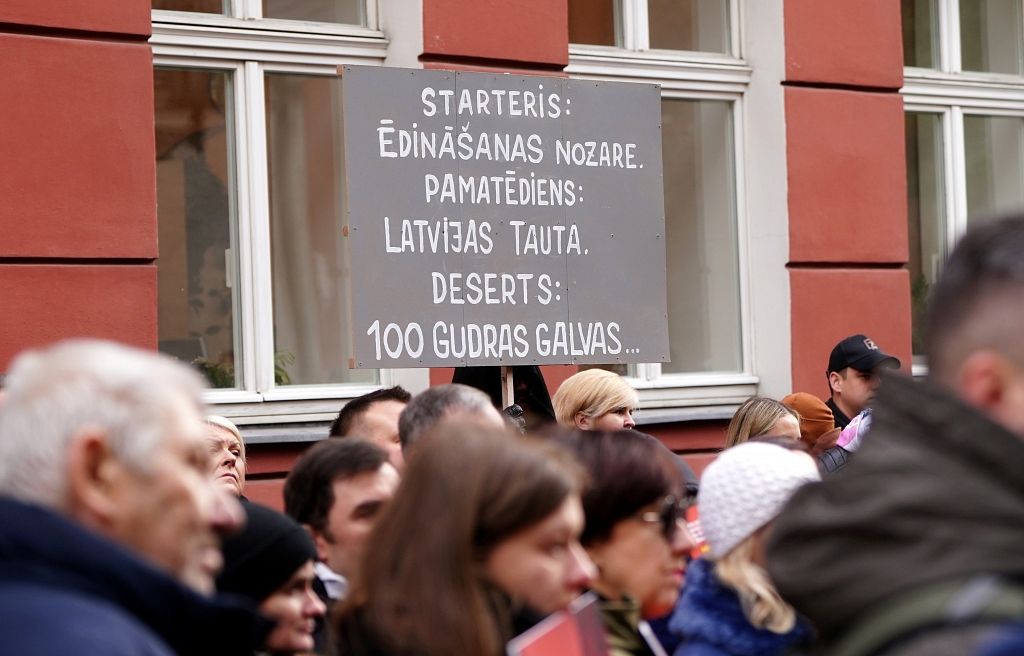 STARTERIS:
ĒDINĀŠANAS NOZARE.
PAMATĒDIENS:
LATVIJAS TAUTA.
DESERTS:
100 GUDRAS GALVAS...